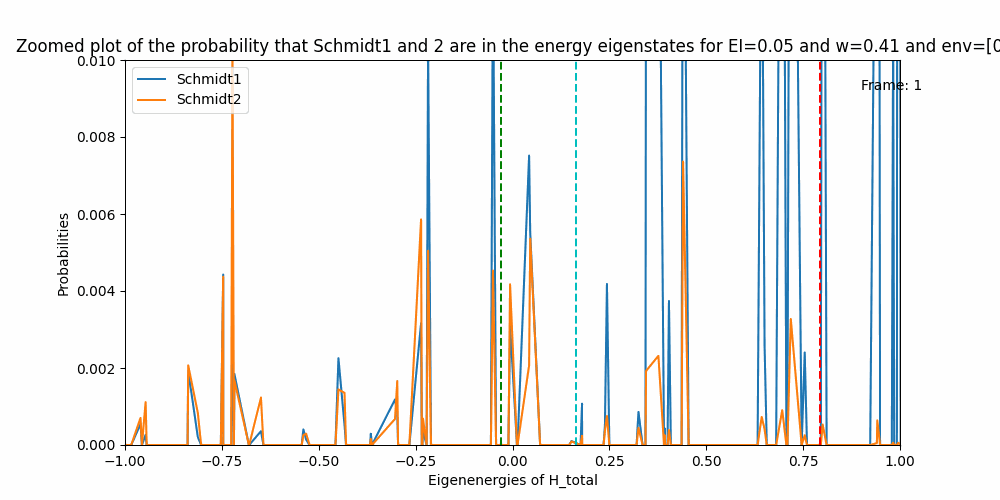 Zoomed plot of the probability that Schmidt1 and 2 are in the energy eigenstates for EI=0.05 and w=0.41 and env=[0
Schmidt1
Schmidt2
Frame: 1
0.010
0.008
0.006
0.004
0.002
0.000
Probabilities
−1.00 −0.75 −0.50 −0.25 0.00 0.25 0.50 0.75 1.00
Eigenenergies of H_total